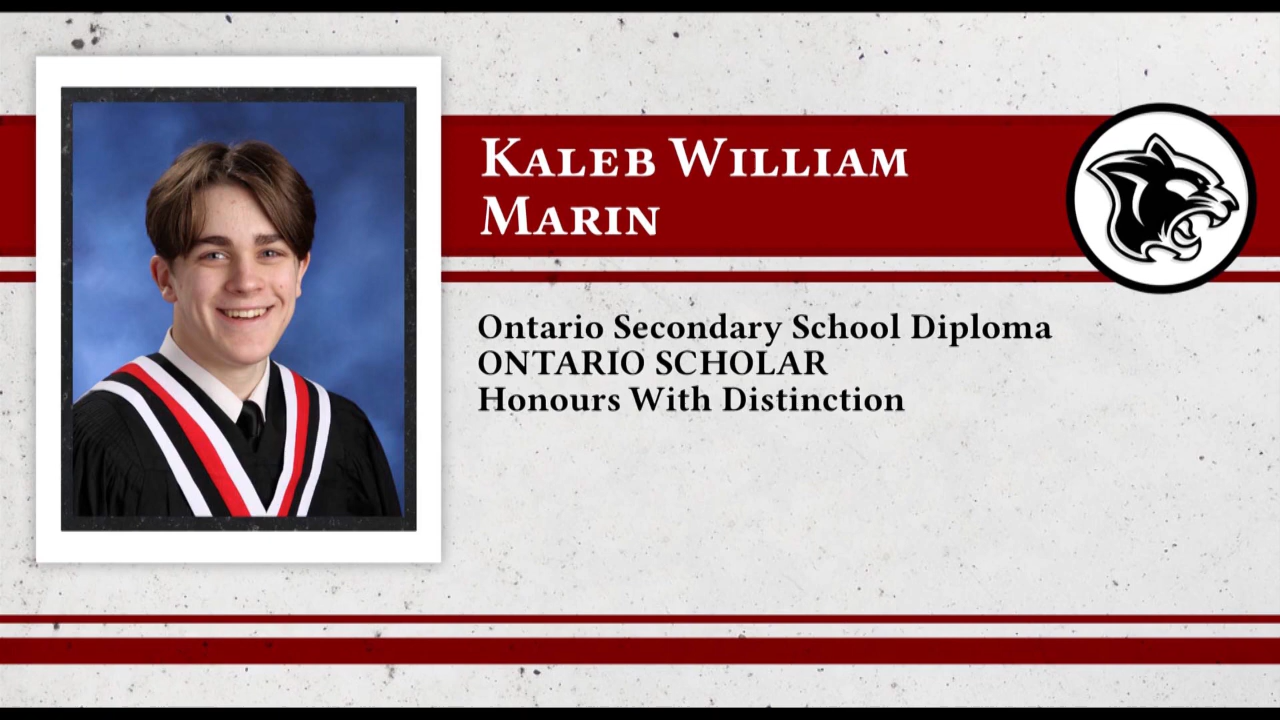 Kaleb William
Marin
Ontario Secondary School Diploma
ONTARIO SCHOLAR
Honours With Distinction